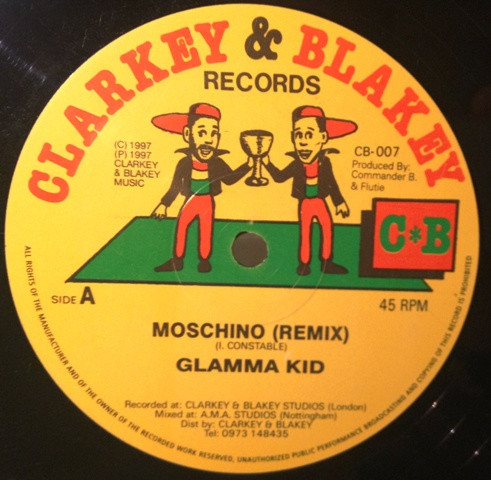 CLARKEY & BLAKEY
RECORDS
(C) 1997
(P) 1997
CLARKEY
& BLAKEY
MUSIC
CB-007
Produced By:
Commander B.
& Flutie
C*B
SIDE A
45 RPM
MOSCHINO (REMIX)
(I. CONSTABLE)
GLAMMA KID
Recorded at: CLARKEY & BLAKEY STUDIOS (London)
Mixed at: A.M.A. STUDIOS (Nottingham)
Dist by: CLARKEY & BLAKEY
Tel: 0973 148435
ALL RIGHTS OF THE MANUFACTURER AND OF THE OWNER OF THE RECORDED WORK RESERVED, UNAUTHORIZED PUBLIC PERFORMANCE BROADCASTING AND COPYING OF THIS RECORD IS PROHIBITED